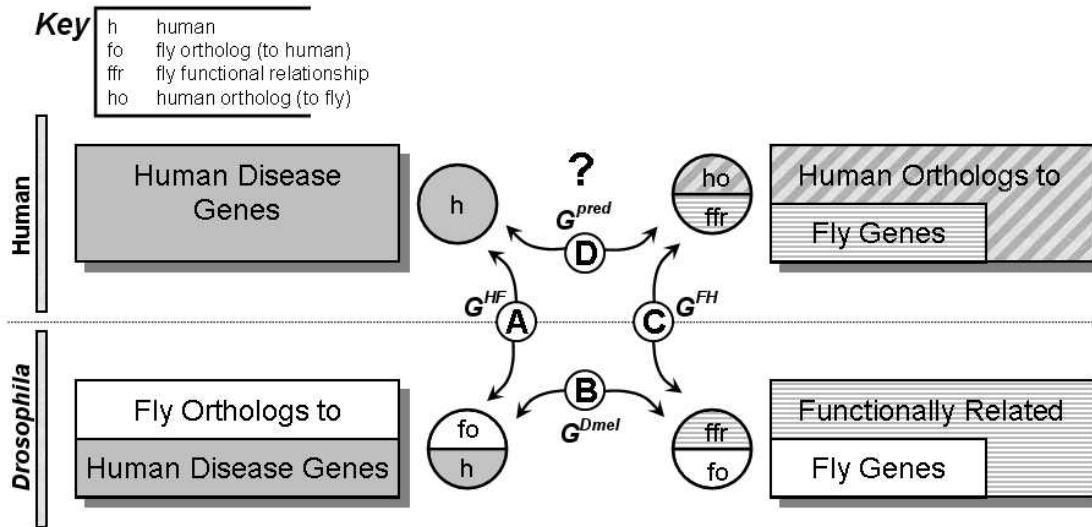 Key
h human
fo fly ortholog (to human)
ffr fly functional relationship
ho human ortholog (to fly)
Human
Human Disease
Genes
h
?
G^pred
D
ho
ffr
Human Orthologs to
Fly Genes
G^HF
A
C
G^FH
Drosophila
Fly Orthologs to
Human Disease Genes
fo
h
B
G^Dmel
ffr
fo
Functionally Related
Fly Genes